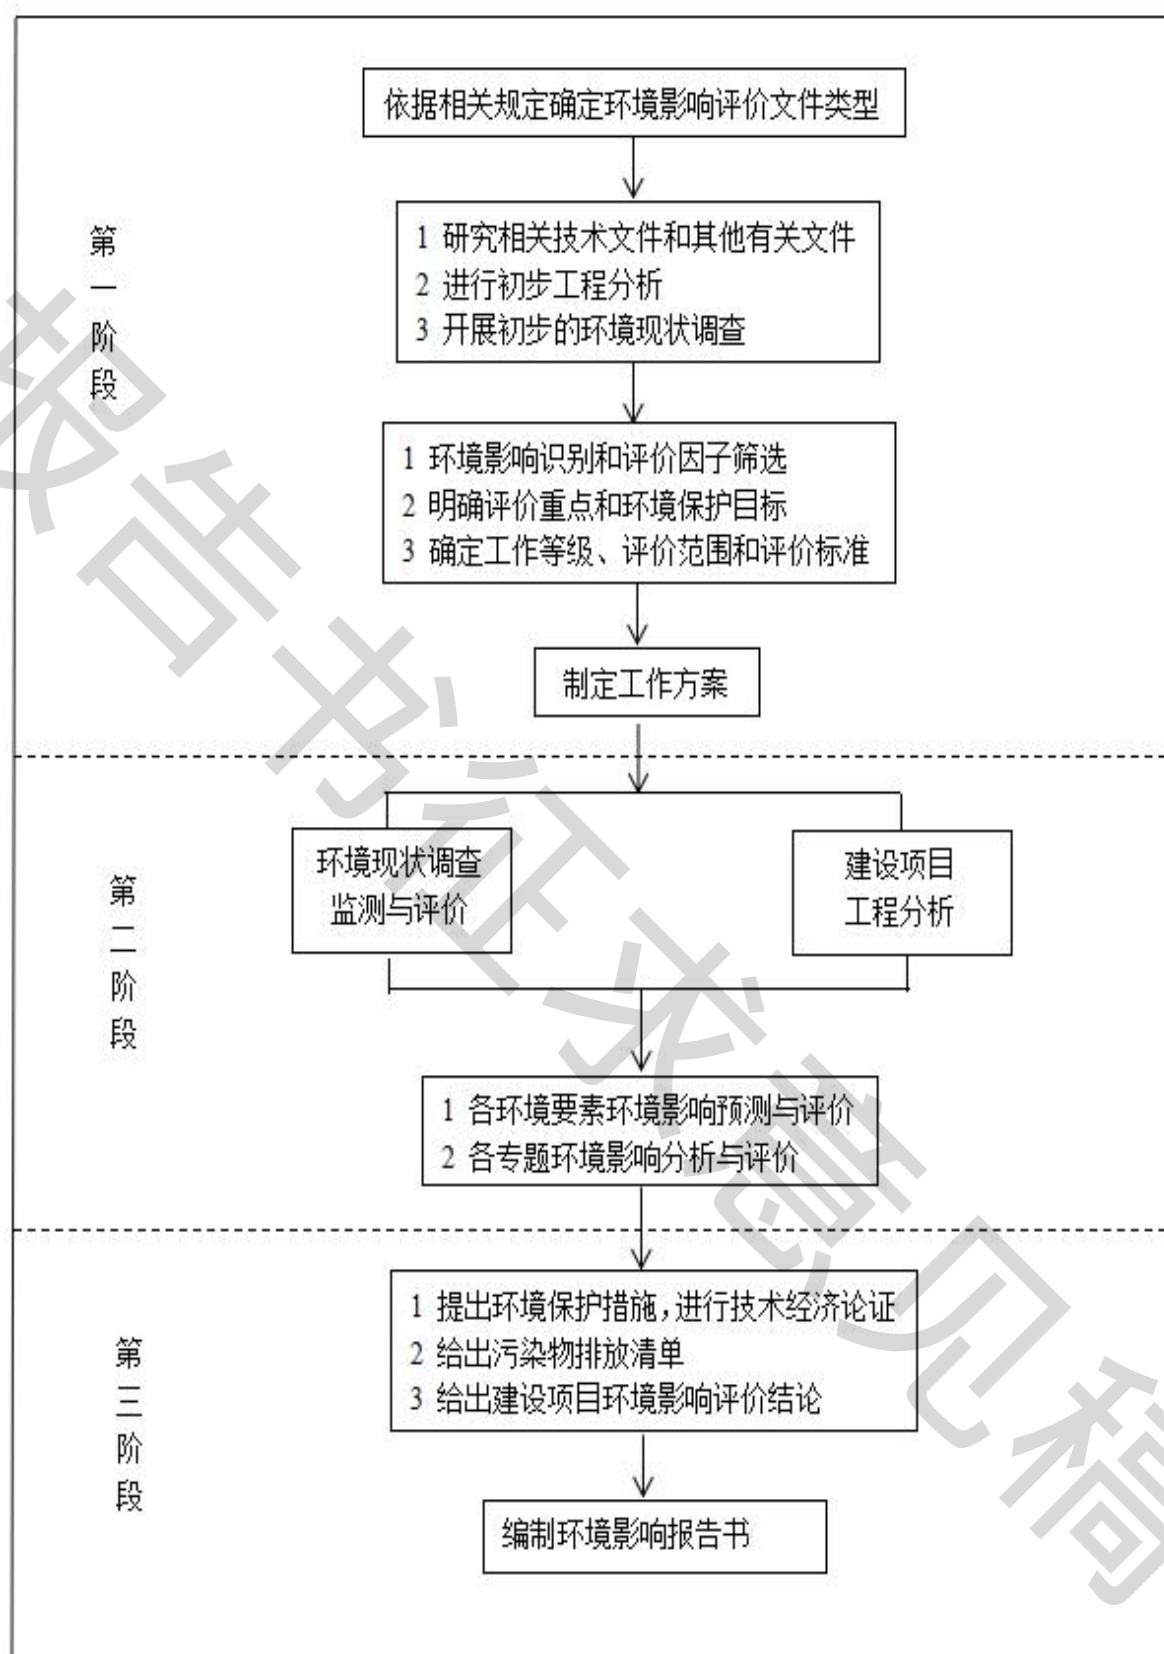 依据相关规定确定环境影响评价文件类型
第一阶段
1 研究相关技术文件和其他有关文件
2 进行初步工程分析
3 开展初步的环境现状调查
1 环境影响识别和评价因子筛选
2 明确评价重点和环境保护目标
3 确定工作等级、评价范围和评价标准
制定工作方案
第二阶段
环境现状调查
监测与评价
建设项目
工程分析
1 各环境要素环境影响预测与评价
2 各专题环境影响分析与评价
第三阶段
1 提出环境保护措施,进行技术经济论证
2 给出污染物排放清单
3 给出建设项目环境影响评价结论
编制环境影响报告书
报告书征求意见稿